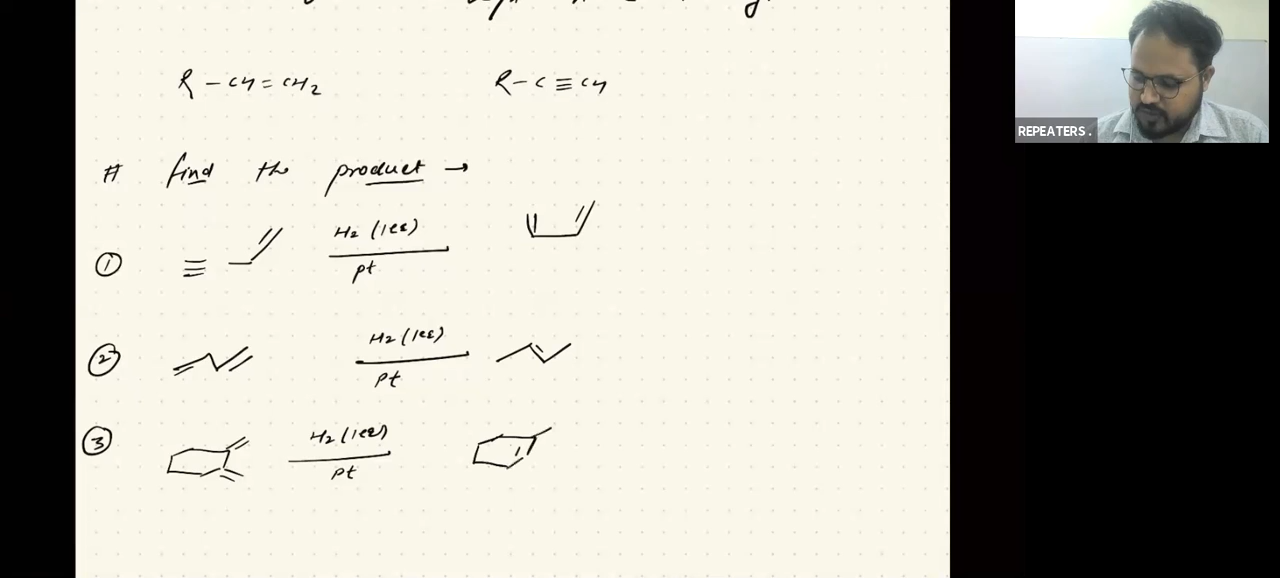 R - CH = CH2 R - C ≡ CH
REPEATERS .
# find the product →
① H2 (1eq)
pt
② H2 (1eq)
pt
③ H2 (1eq)
pt